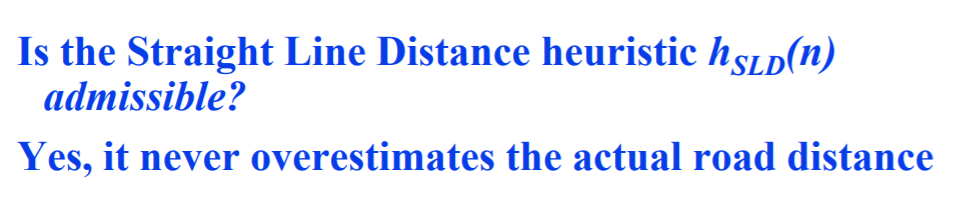 Is the Straight Line Distance heuristic hSLD(n)
admissible?
Yes, it never overestimates the actual road distance